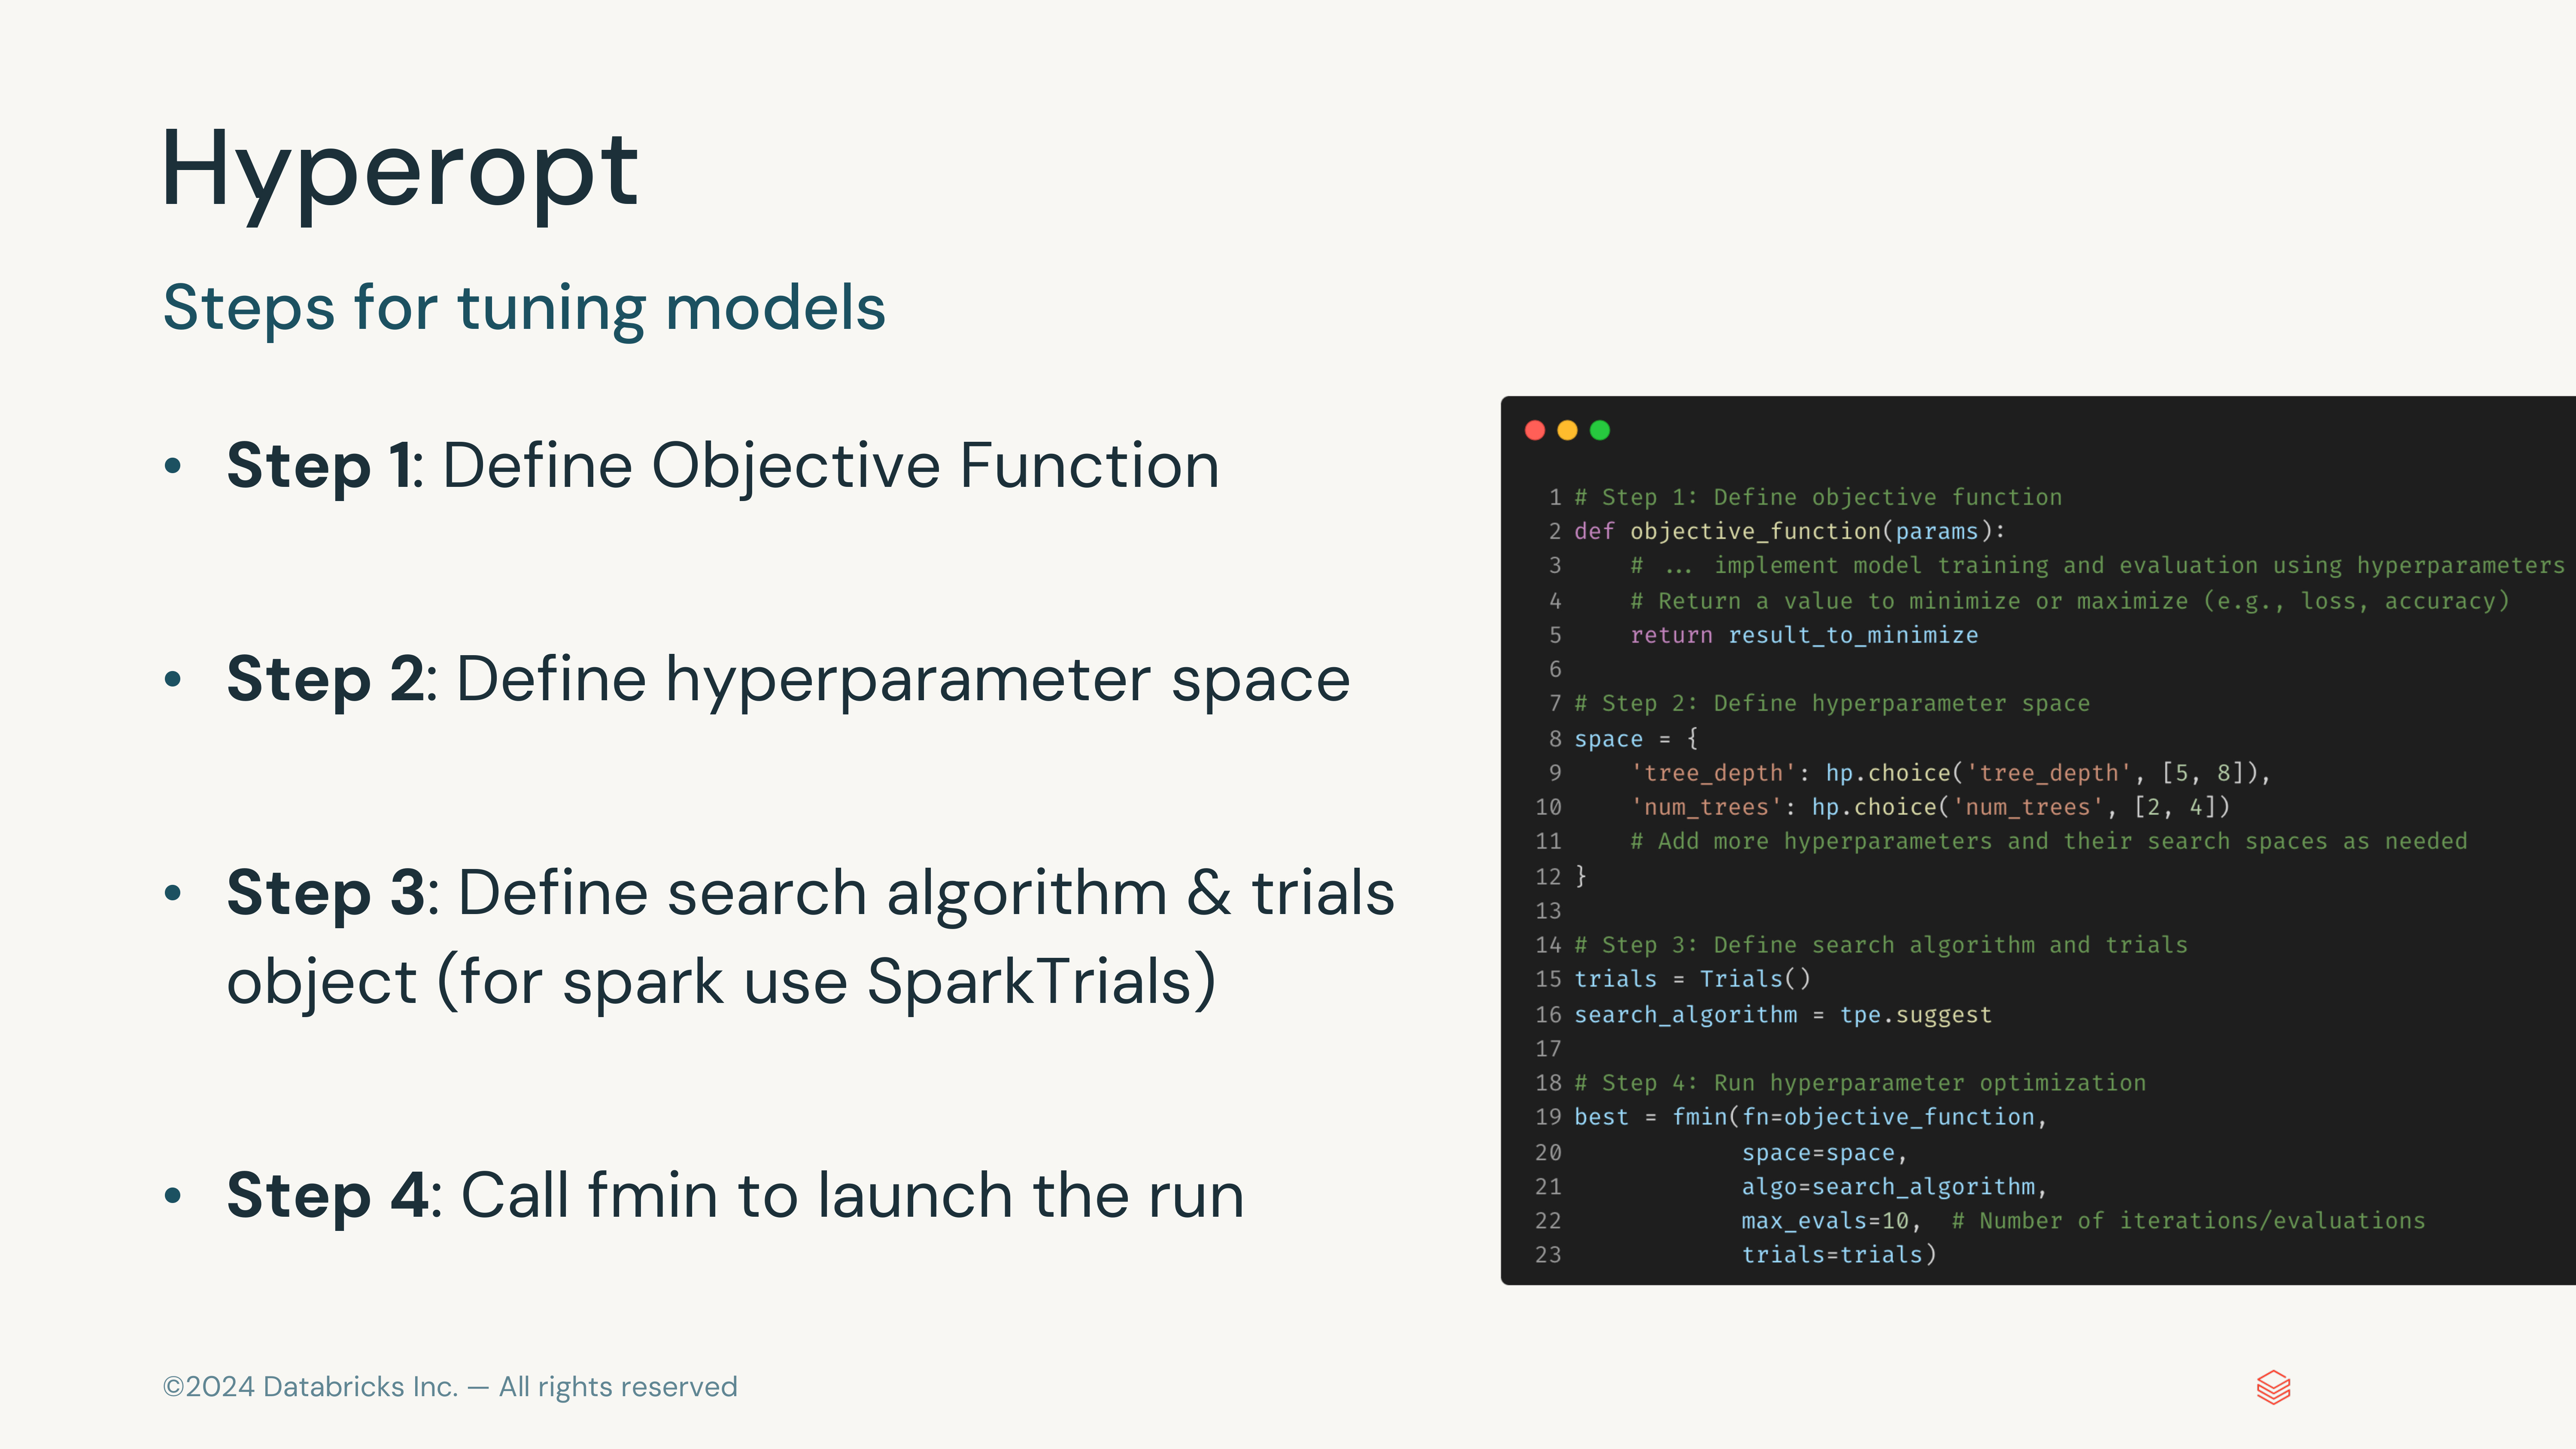 Hyperopt
Steps for tuning models
• Step 1: Define Objective Function
• Step 2: Define hyperparameter space
• Step 3: Define search algorithm & trials
object (for spark use SparkTrials)
• Step 4: Call fmin to launch the run
1 # Step 1: Define objective function
2 def objective_function(params):
3     # ... implement model training and evaluation using hyperparameters
4     # Return a value to minimize or maximize (e.g., loss, accuracy)
5     return result_to_minimize
6
7 # Step 2: Define hyperparameter space
8 space = {
9     'tree_depth': hp.choice('tree_depth', [5, 8]),
10     'num_trees': hp.choice('num_trees', [2, 4])
11     # Add more hyperparameters and their search spaces as needed
12 }
13
14 # Step 3: Define search algorithm and trials
15 trials = Trials()
16 search_algorithm = tpe.suggest
17
18 # Step 4: Run hyperparameter optimization
19 best = fmin(fn=objective_function,
20             space=space,
21             algo=search_algorithm,
22             max_evals=10,  # Number of iterations/evaluations
23             trials=trials)
©2024 Databricks Inc. — All rights reserved